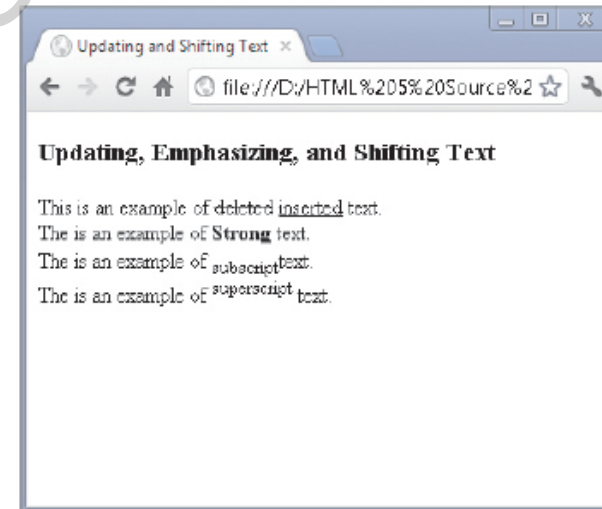 Updating and Shifting Text
file:///D:/HTML%205%20Source%2
Updating, Emphasizing, and Shifting Text
This is an example of deleted inserted text.
The is an example of Strong text.
The is an example of subscripttext.
The is an example of superscript text.